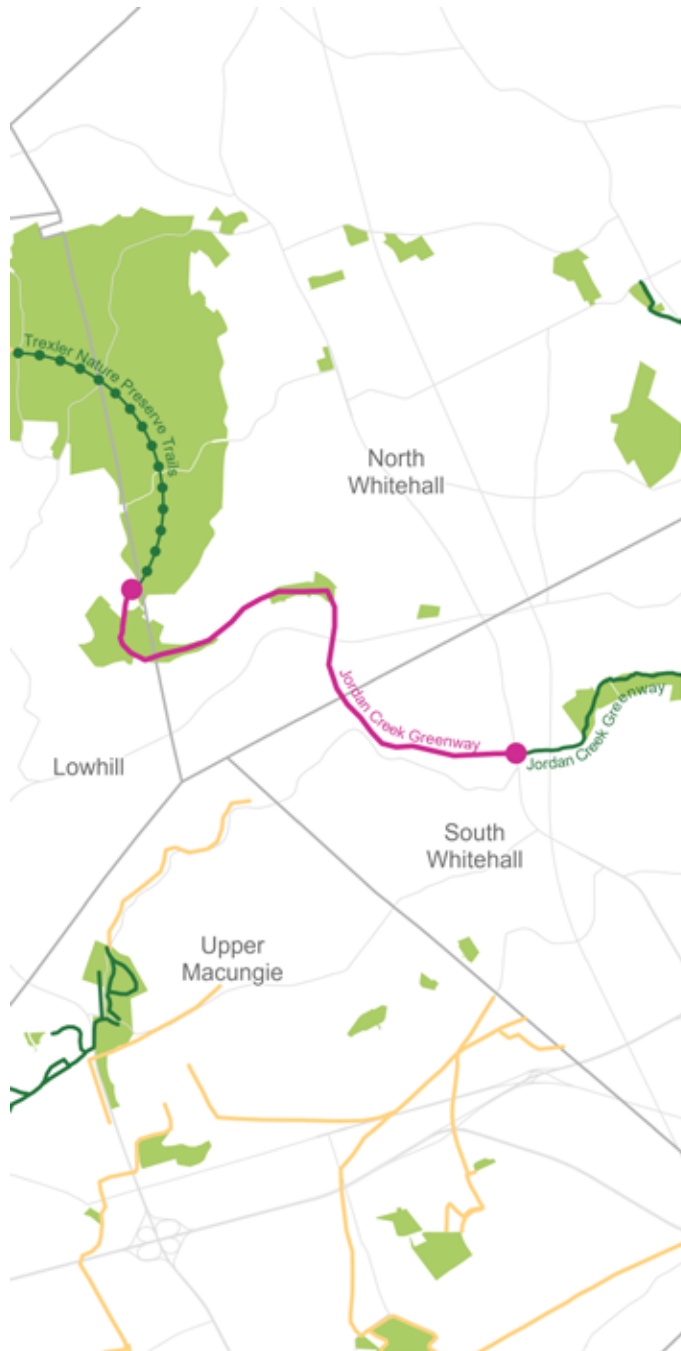 Trexler Nature Preserve Trails
North
Whitehall
Jordan Creek Greenway
Jordan Creek Greenway
Lowhill
South
Whitehall
Upper
Macungie